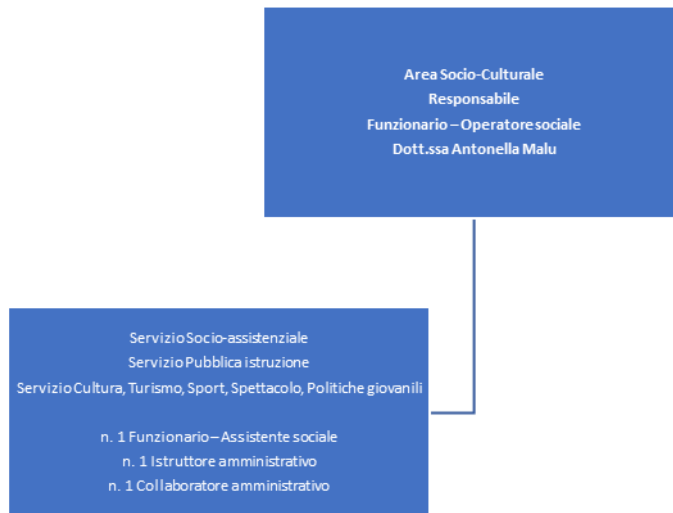 Area Socio-Culturale
Responsabile
Funzionario – Operatore sociale
Dott.ssa Antonella Malu
Servizio Socio-assistenziale
Servizio Pubblica istruzione
Servizio Cultura, Turismo, Sport, Spettacolo, Politiche giovanili
n. 1 Funzionario – Assistente sociale
n. 1 Istruttore amministrativo
n. 1 Collaboratore amministrativo